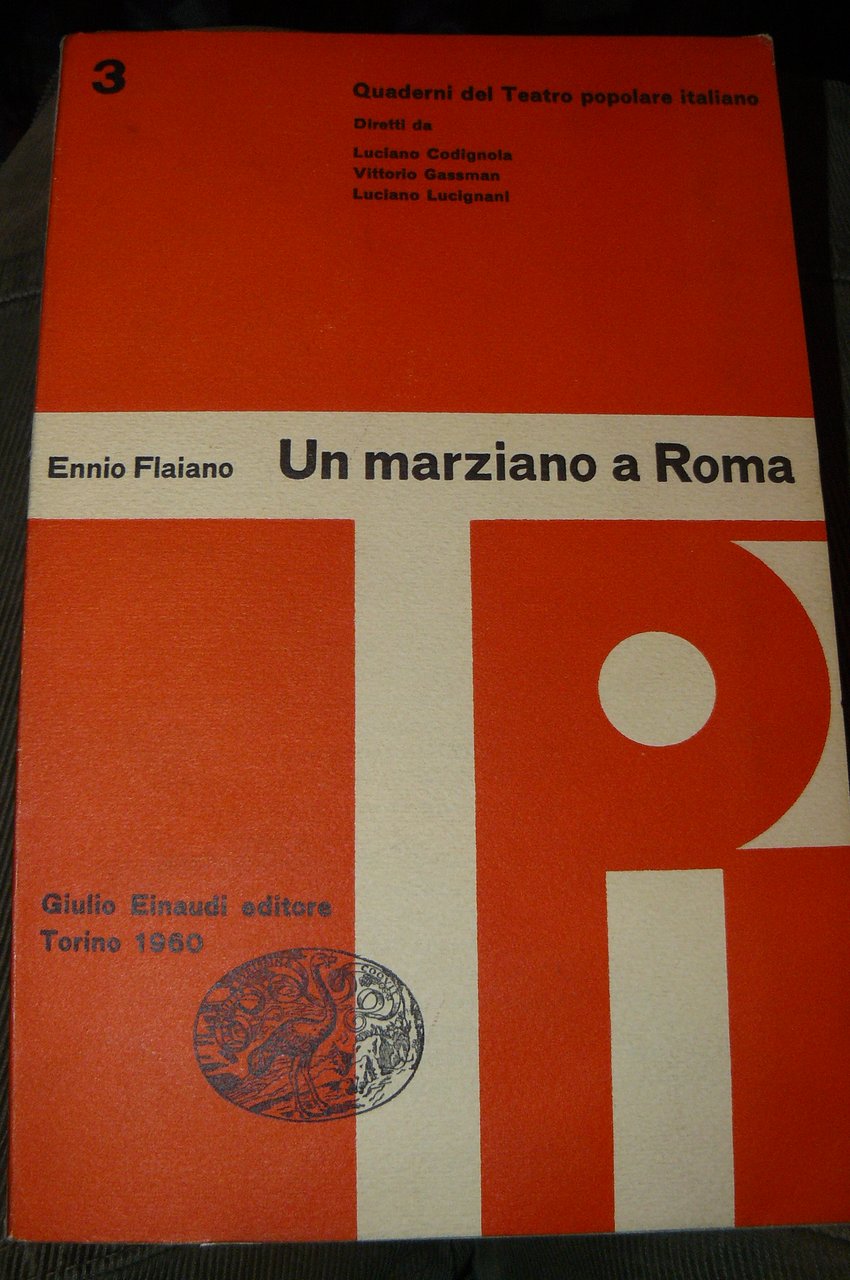 3
Quaderni del Teatro popolare italiano
Diretti da
Luciano Codignola
Vittorio Gassman
Luciano Lucignani
Ennio Flaiano Un marziano a Roma
TPI
Giulio Einaudi editore
Torino 1960